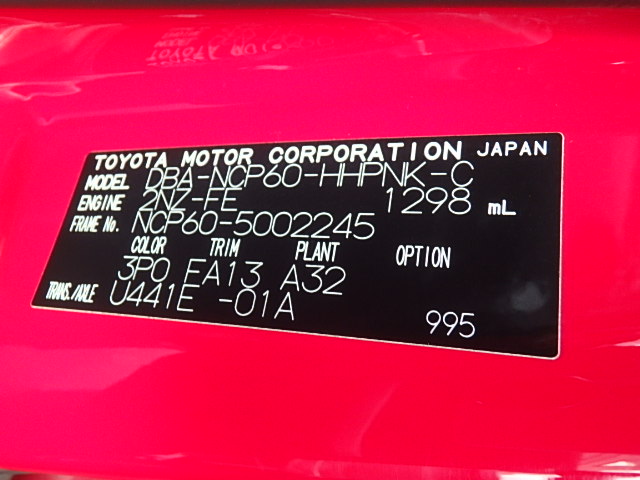 TOYOTA MOTOR CORPORATION JAPAN
MODEL DBA-NCP60-HHPNK-C
ENGINE 2NZ-FE 1298 mL
FRAME No. NCP60-5002245
COLOR TRIM PLANT OPTION
3P0 FA13 A32
TRANS./AXLE U441E -01A
995